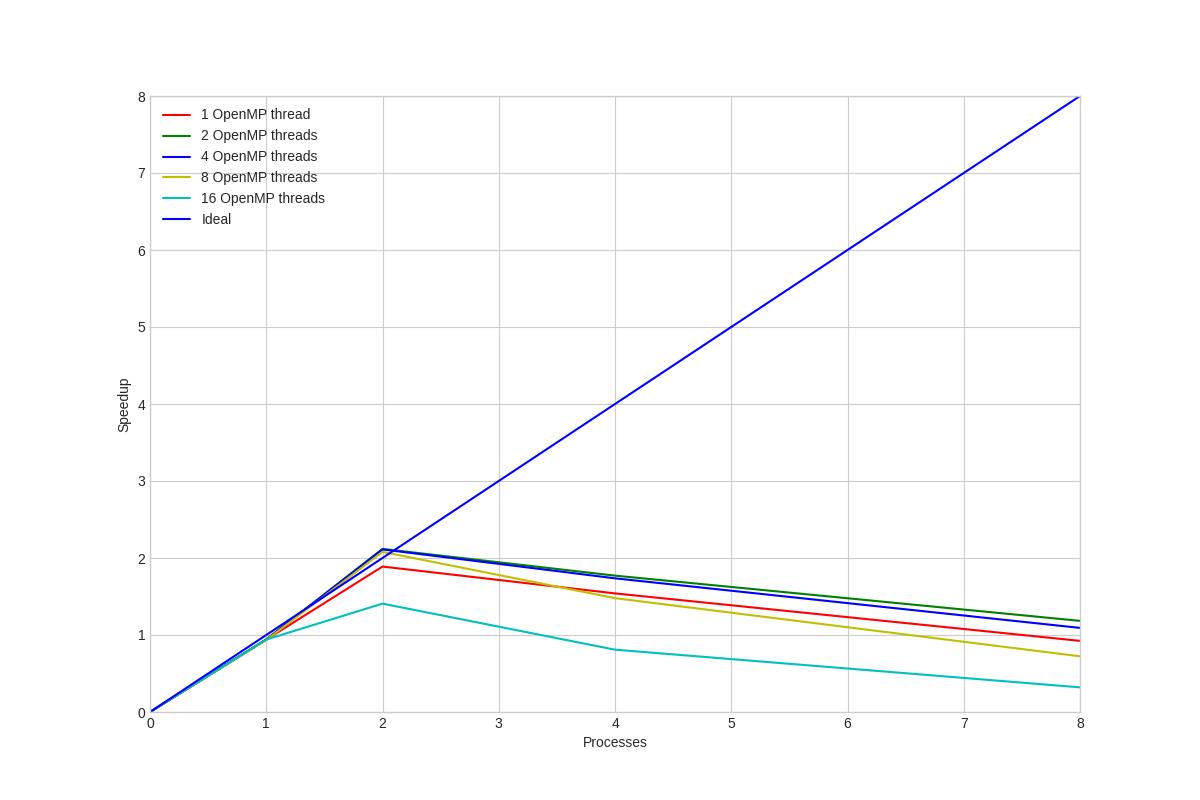 8
7
6
5
4
3
2
1
0
Speedup
1 OpenMP thread
2 OpenMP threads
4 OpenMP threads
8 OpenMP threads
16 OpenMP threads
Ideal
0 1 2 3 4 5 6 7 8
Processes